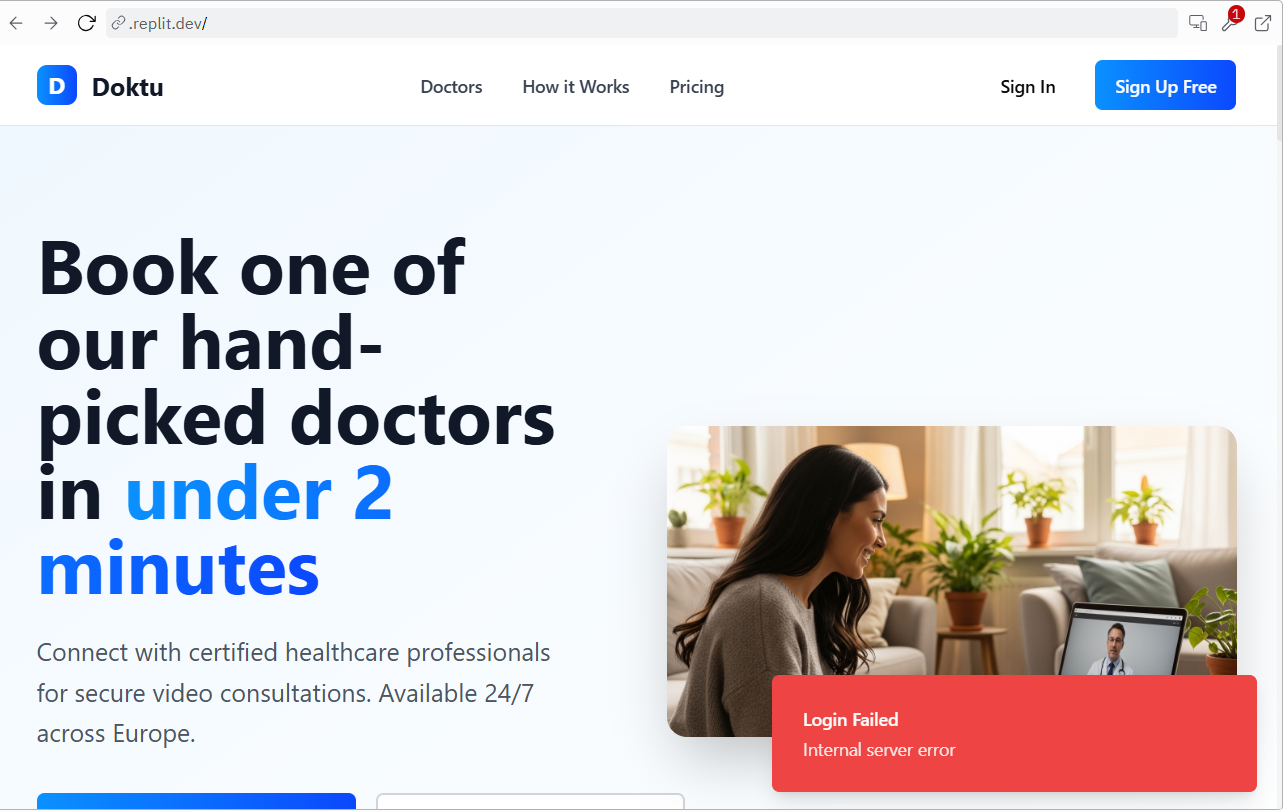 .replit.dev/
1
D
Doktu
Doctors
How it Works
Pricing
Sign In
Sign Up Free
Book one of
our hand-
picked doctors
in under 2
minutes
Connect with certified healthcare professionals
for secure video consultations. Available 24/7
across Europe.
Login Failed
Internal server error